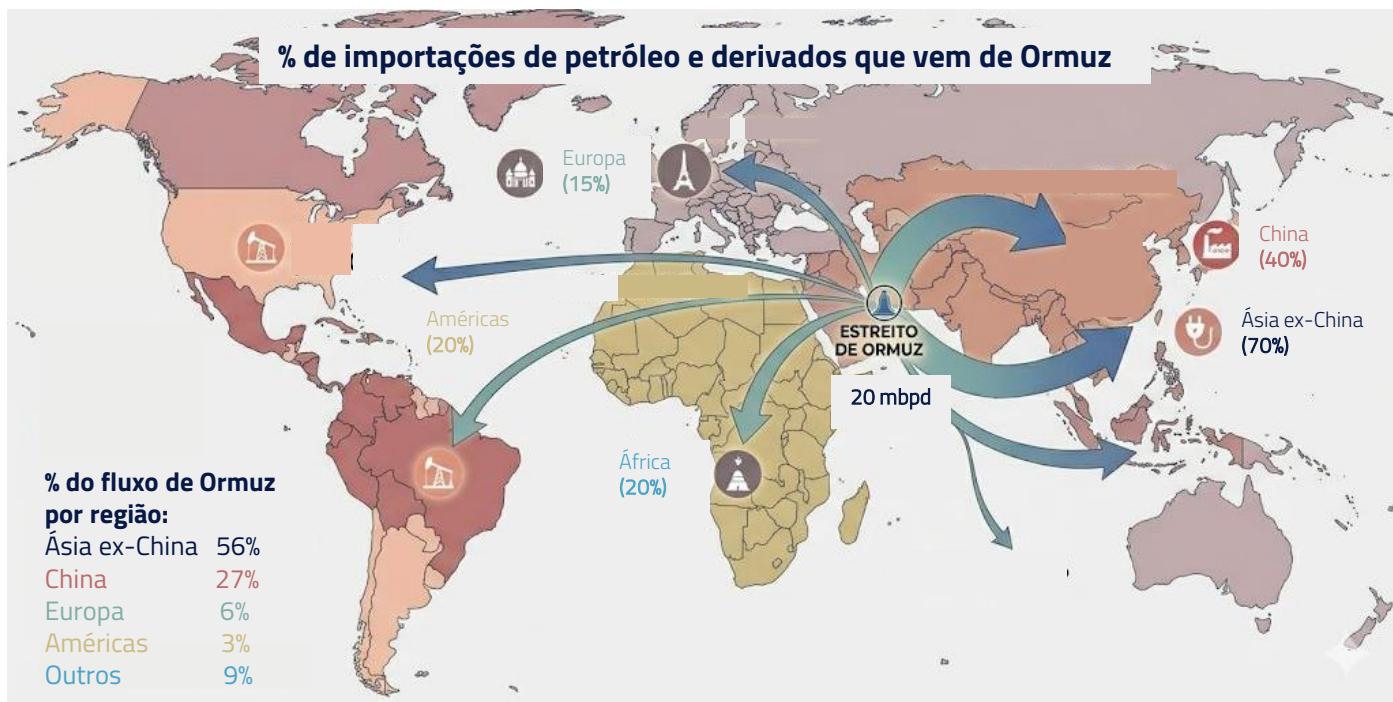 % de importações de petróleo e derivados que vem de Ormuz
Europa
(15%)
China
(40%)
Américas
(20%)
ESTREITO
DE ORMUZ
Ásia ex-China
(70%)
20 mbpd
África
(20%)
% do fluxo de Ormuz
por região:
Ásia ex-China 56%
China 27%
Europa 6%
Américas 3%
Outros 9%